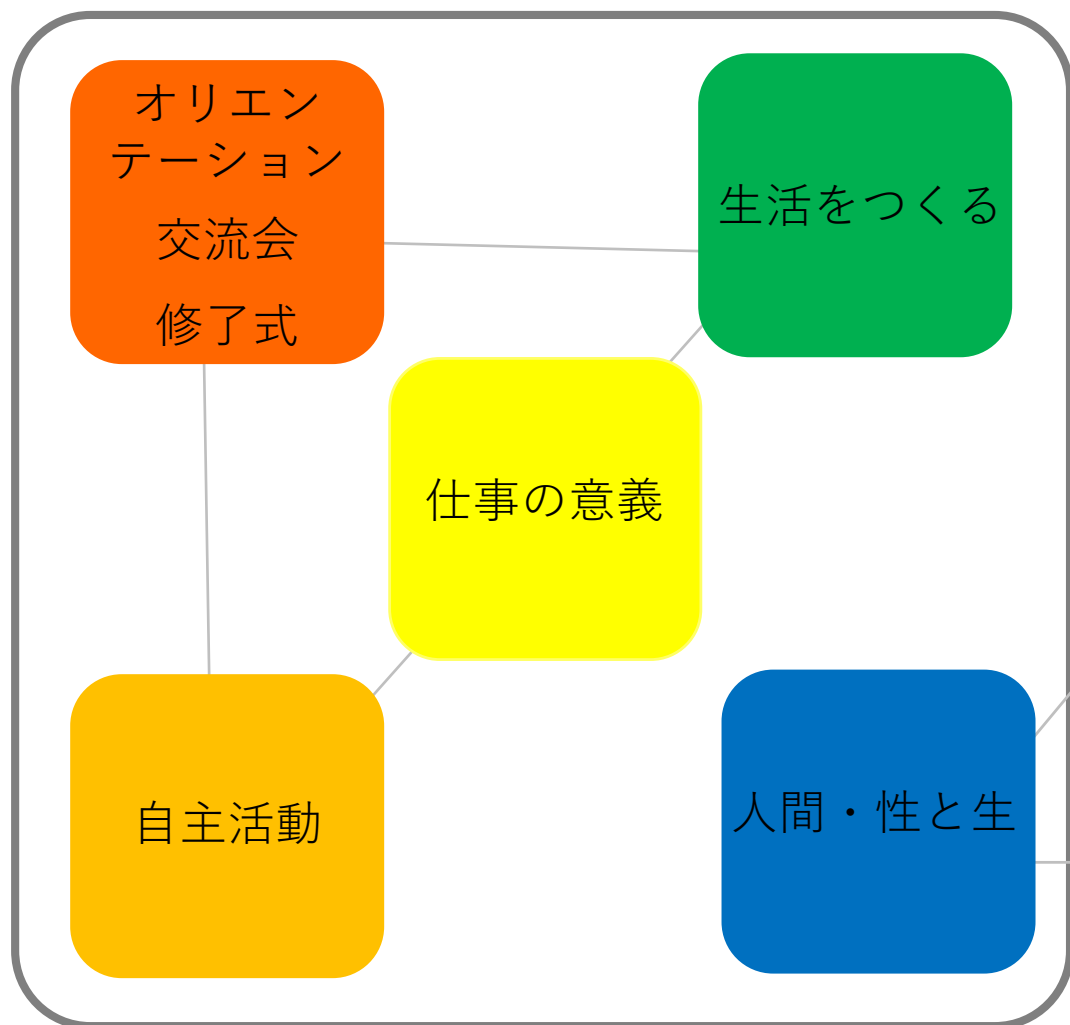 オリエン
テーション
交流会
修了式
生活をつくる
仕事の意義
自主活動
人間・性と生